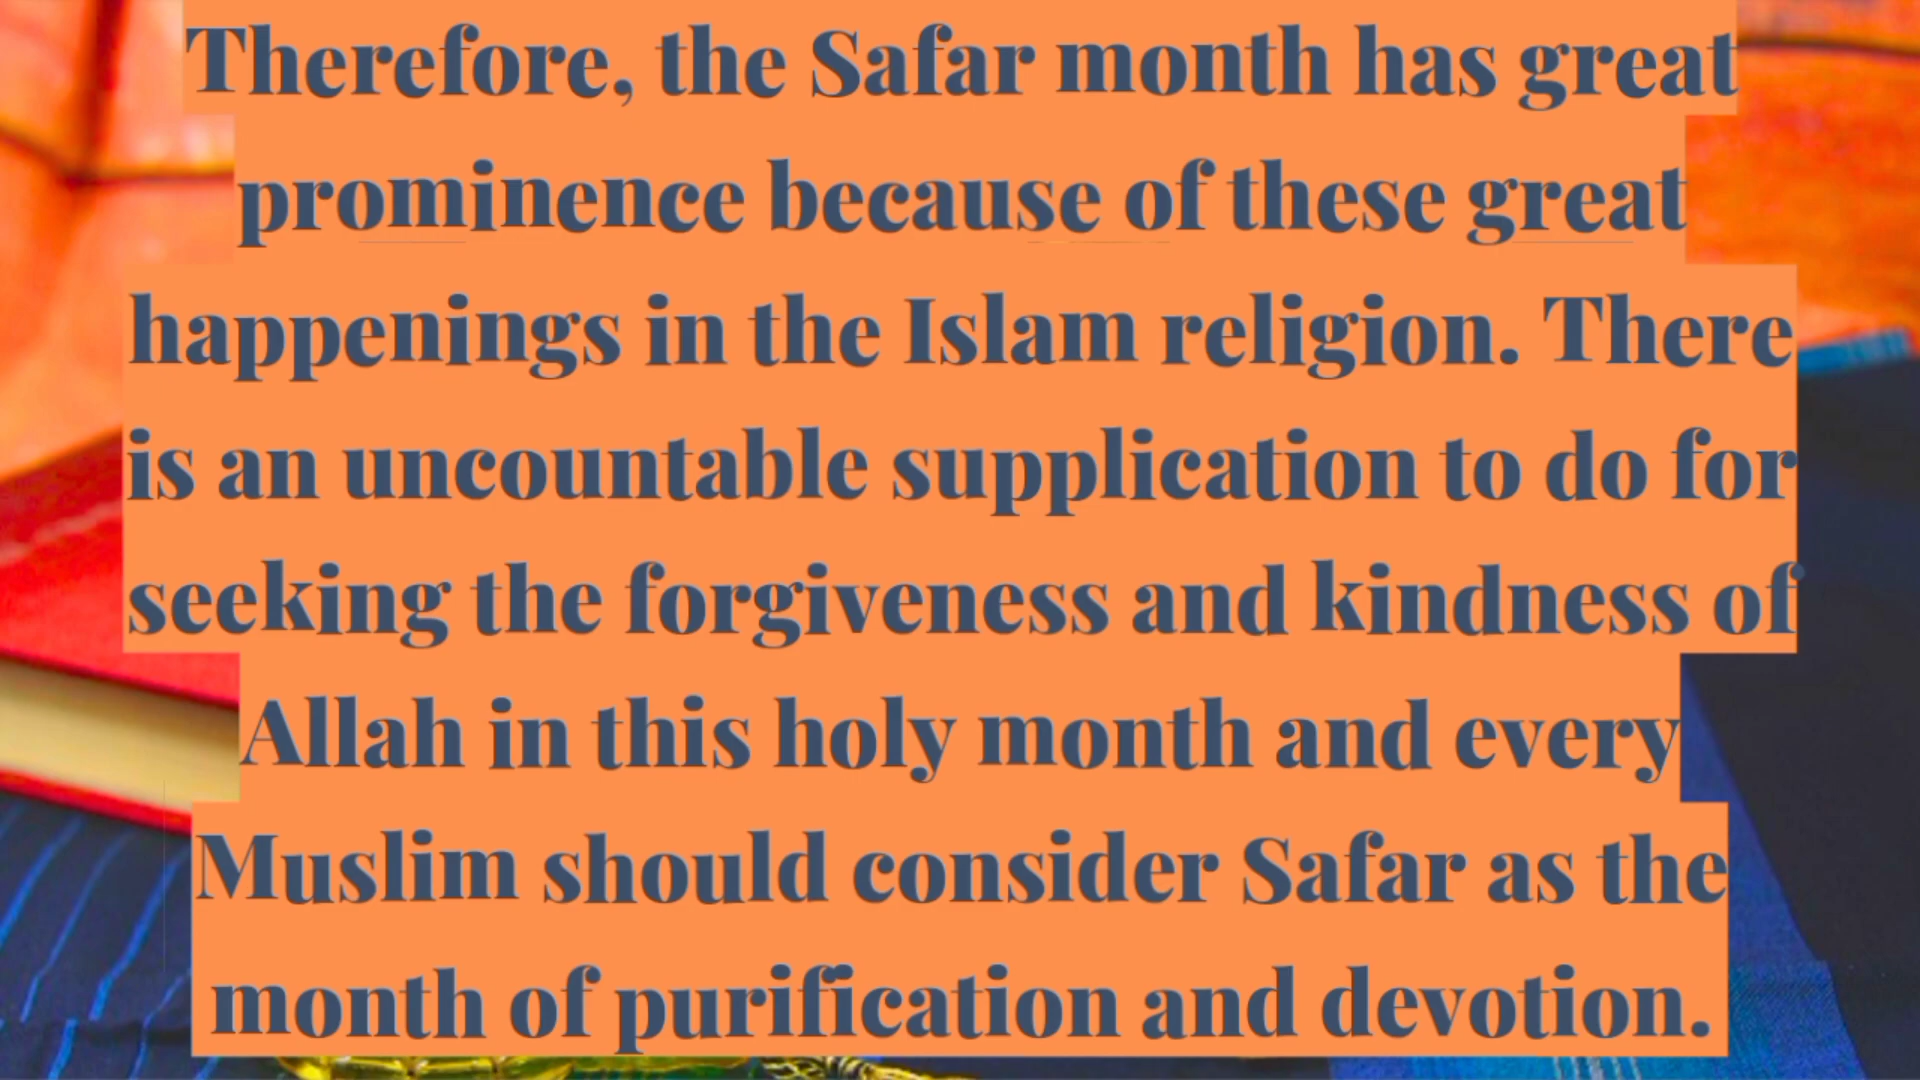 Therefore, the Safar month has great
prominence because of these great
happenings in the Islam religion. There
is an uncountable supplication to do for
seeking the forgiveness and kindness of
Allah in this holy month and every
Muslim should consider Safar as the
month of purification and devotion.